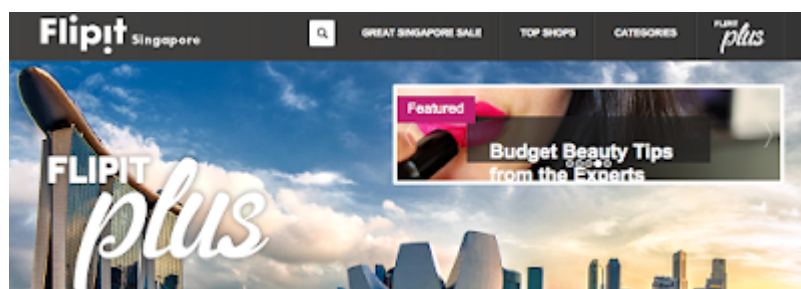 Flipit Singapore
GREAT SINGAPORE SALE
TOP SHOPS
CATEGORIES
FLIPIT
plus
Featured
Budget Beauty Tips
from the Experts
FLIPIT
plus